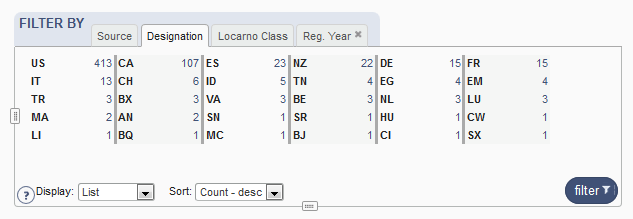 FILTER BY
Source Designation Locarno Class Reg. Year ×
US 413 CA 107 ES 23 NZ 22 DE 15 FR 15
IT 13 CH 6 ID 5 TN 4 EG 4 EM 4
TR 3 BX 3 VA 3 BE 3 NL 3 LU 3
MA 2 AN 2 SN 1 SR 1 HU 1 CW 1
LI 1 BQ 1 MC 1 BJ 1 CI 1 SX 1
? Display: List Sort: Count - desc filter